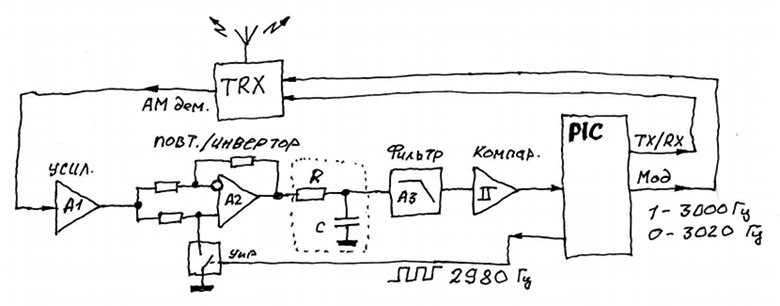 TRX
АМ дем.
повт./инвертор
усил.
A1
A2
R
C
Фильтр
A3
Компар.
PIC
TX/RX
Мод
1 - 3000 Гц
0 - 3020 Гц
Упр
2980 Гц